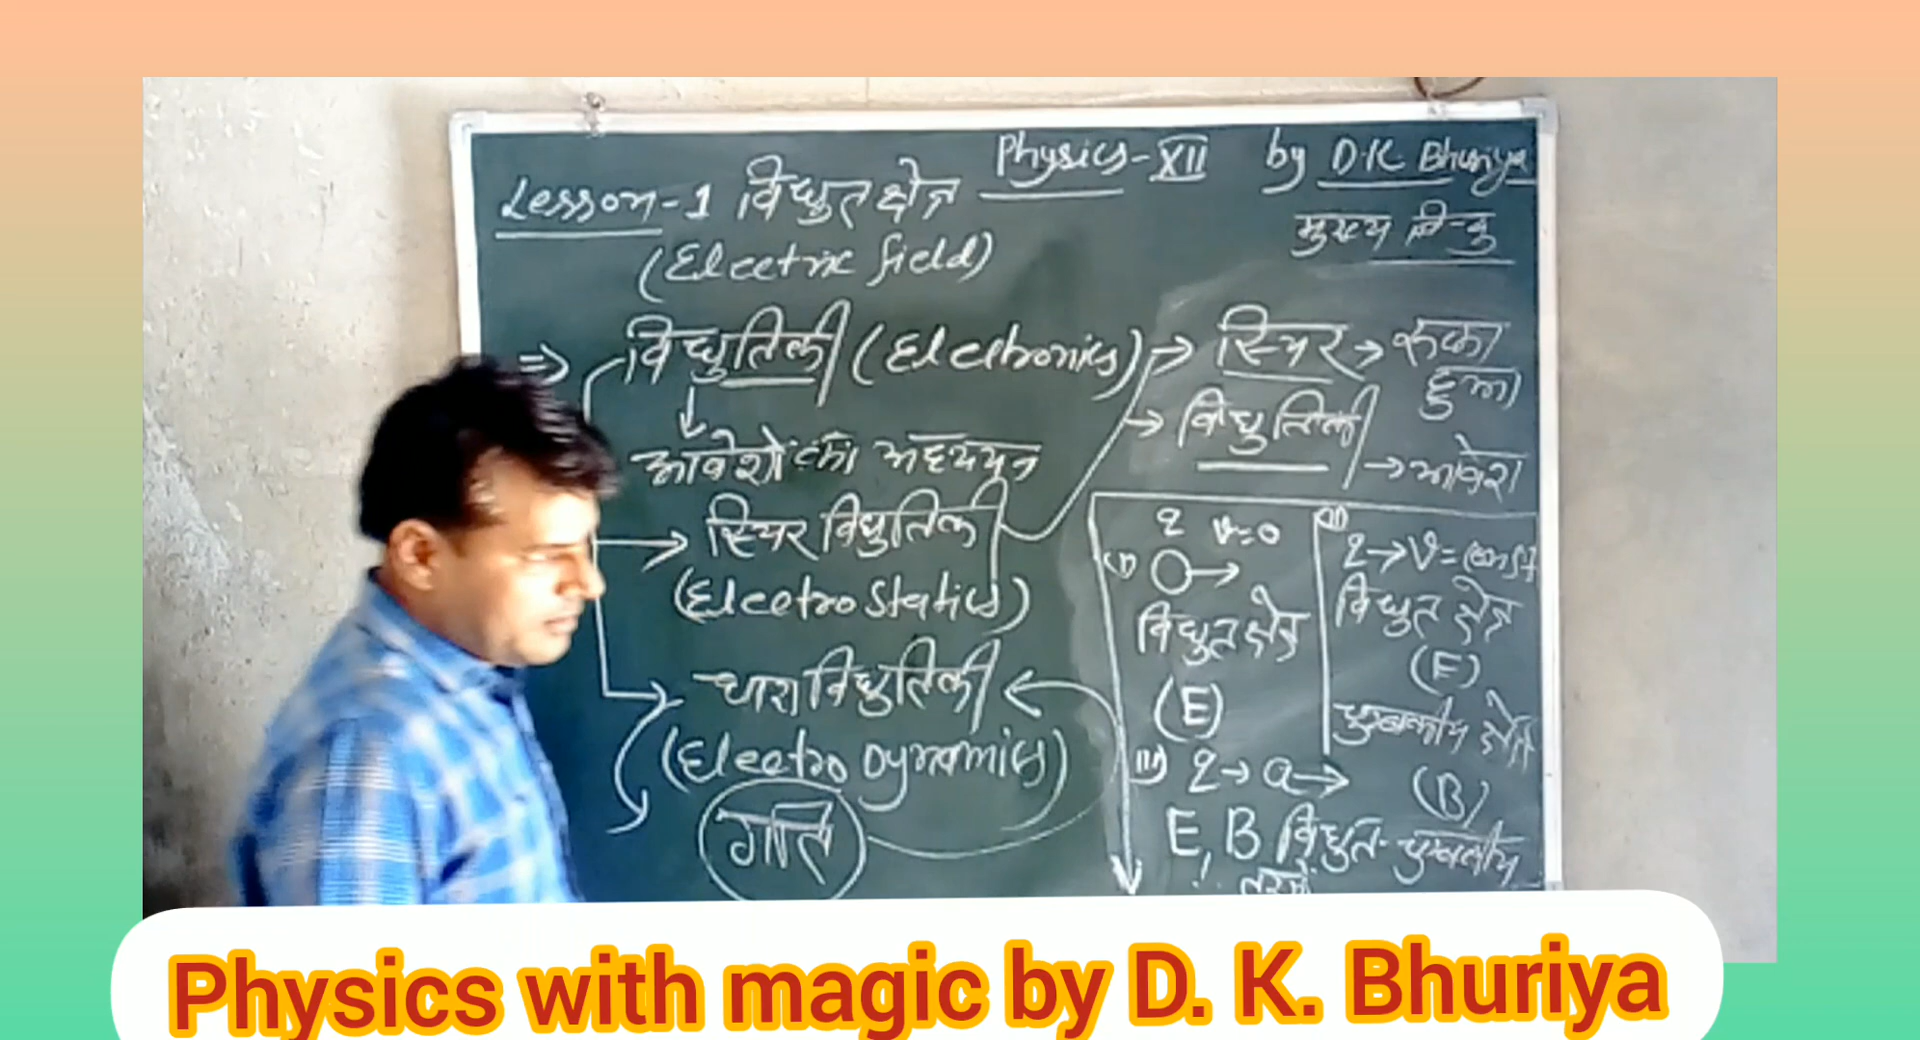 Physics-XII by D.K Bhuriya
Lesson-1 विद्युत क्षेत्र
(Electric field)
मुख्य बिन्दु
⇒ विद्युतिकी (Electronics)
↓
आवेशों का अध्ययन
→ स्थिर विद्युतिकी
(Electro Statics)
→ धारा विद्युतिकी
(Electro Dynamics)
गति
→ स्थिर → रूका
हुआ
→ विद्युतिकी
→ आवेश
(i) q v=0
विद्युत क्षेत्र
(E)
(ii) q→v=const
विद्युत क्षेत्र
(E)
चुम्बकीय क्षेत्र
(B)
(iii) q→a→
E, B विद्युत-चुम्बकीय
तरंगें
Physics with magic by D. K. Bhuriya